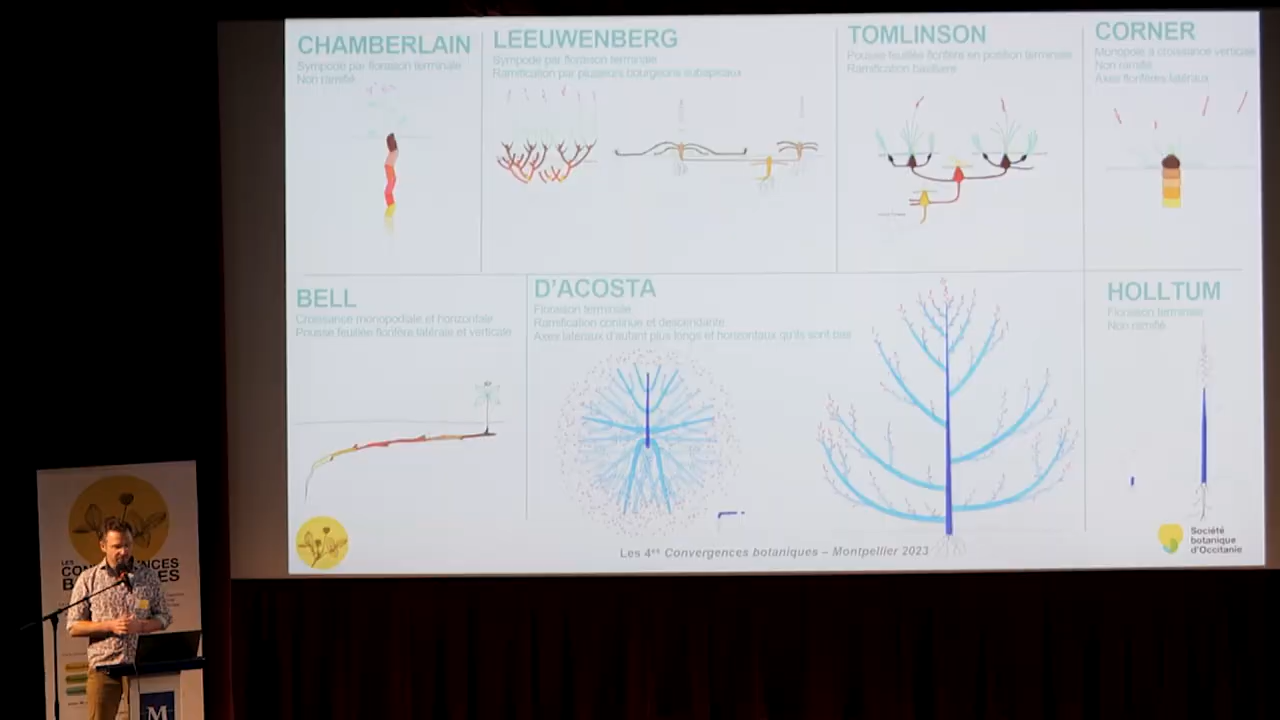 CHAMBERLAIN
Sympode par floraison terminale
Non ramifié
LEEUWENBERG
Sympode par floraison terminale
Ramification par plusieurs bourgeons subapicaux
TOMLINSON
Pousse feuillée florifère en position terminale
Ramification basilaire
CORNER
Monopode à croissance verticale
Non ramifié
Axes florifères latéraux
BELL
Croissance monopodiale et horizontale
Pousse feuillée florifère latérale et verticale
D'ACOSTA
Floraison terminale
Ramification continue et descendante
Axes latéraux d'autant plus longs et horizontaux qu'ils sont bas
HOLLTUM
Floraison terminale
Non ramifié
Les 4es Convergences botaniques – Montpellier 2023
Société
botanique
d'Occitanie
LES
M